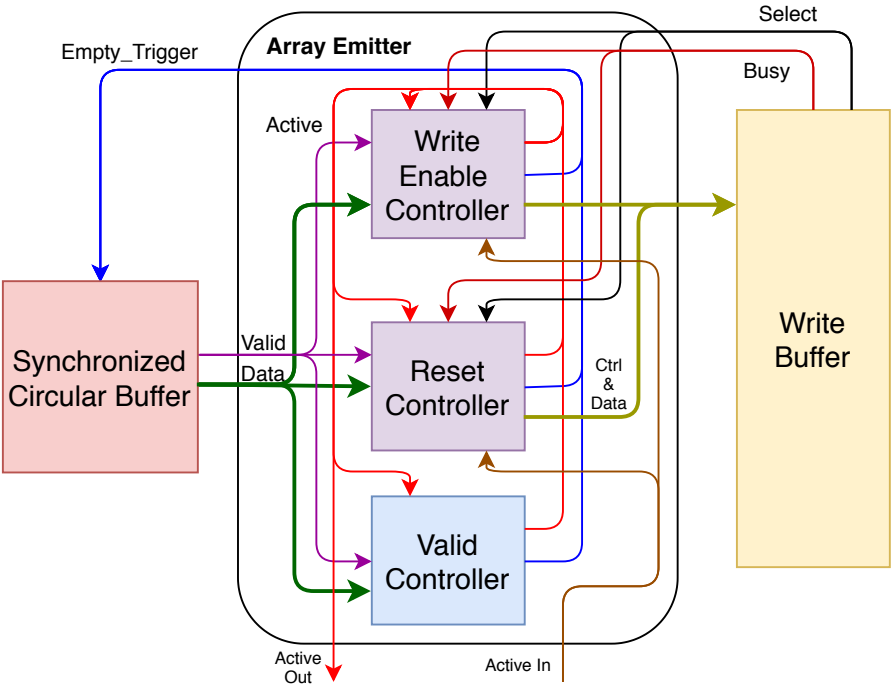 Select
Empty_Trigger
Array Emitter
Busy
Active
Write
Enable
Controller
Valid
Data
Synchronized
Circular Buffer
Reset
Controller
Ctrl
&
Data
Write
Buffer
Valid
Controller
Active
Out
Active In